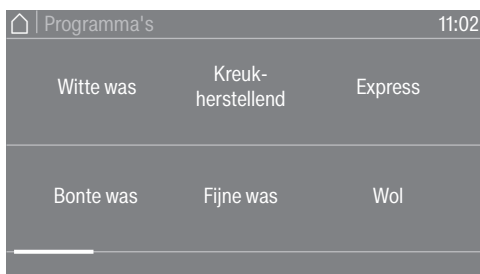 Programma's 11:02
Witte was Kreuk-
herstellend Express
Bonte was Fijne was Wol